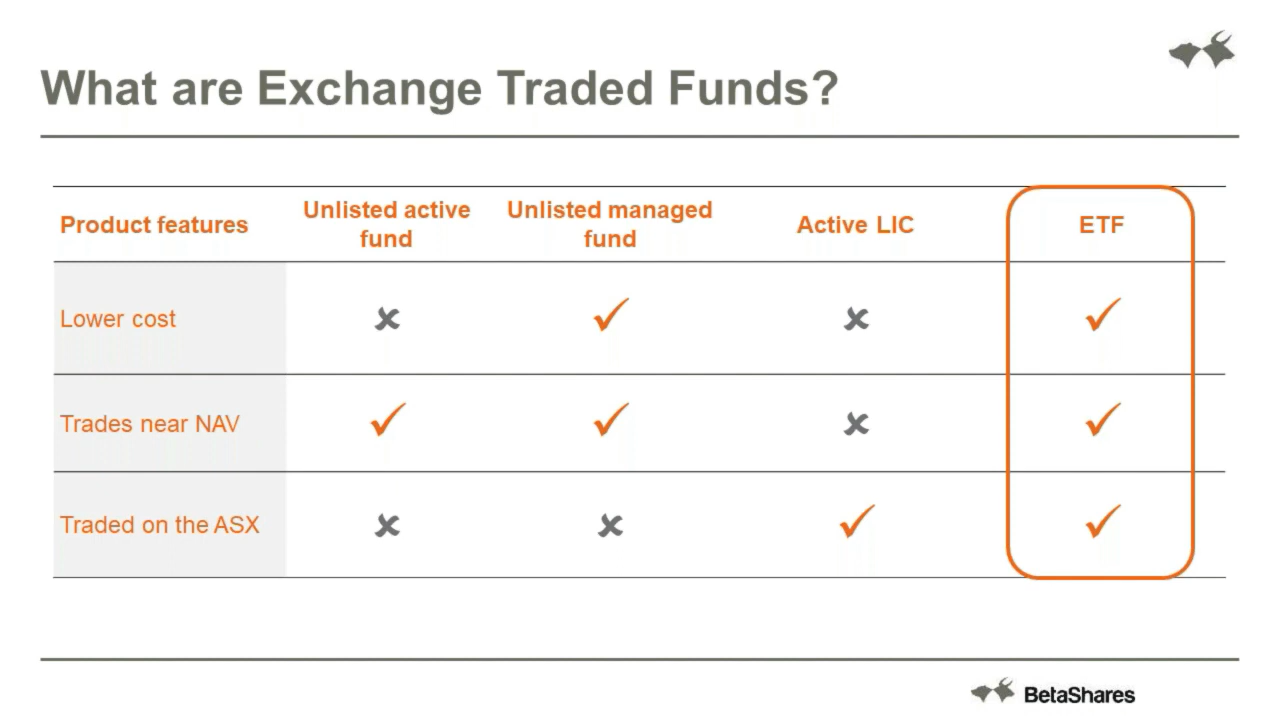 What are Exchange Traded Funds?
Product features
Unlisted active
fund
Unlisted managed
fund
Active LIC
ETF
Lower cost
Trades near NAV
Traded on the ASX
BetaShares